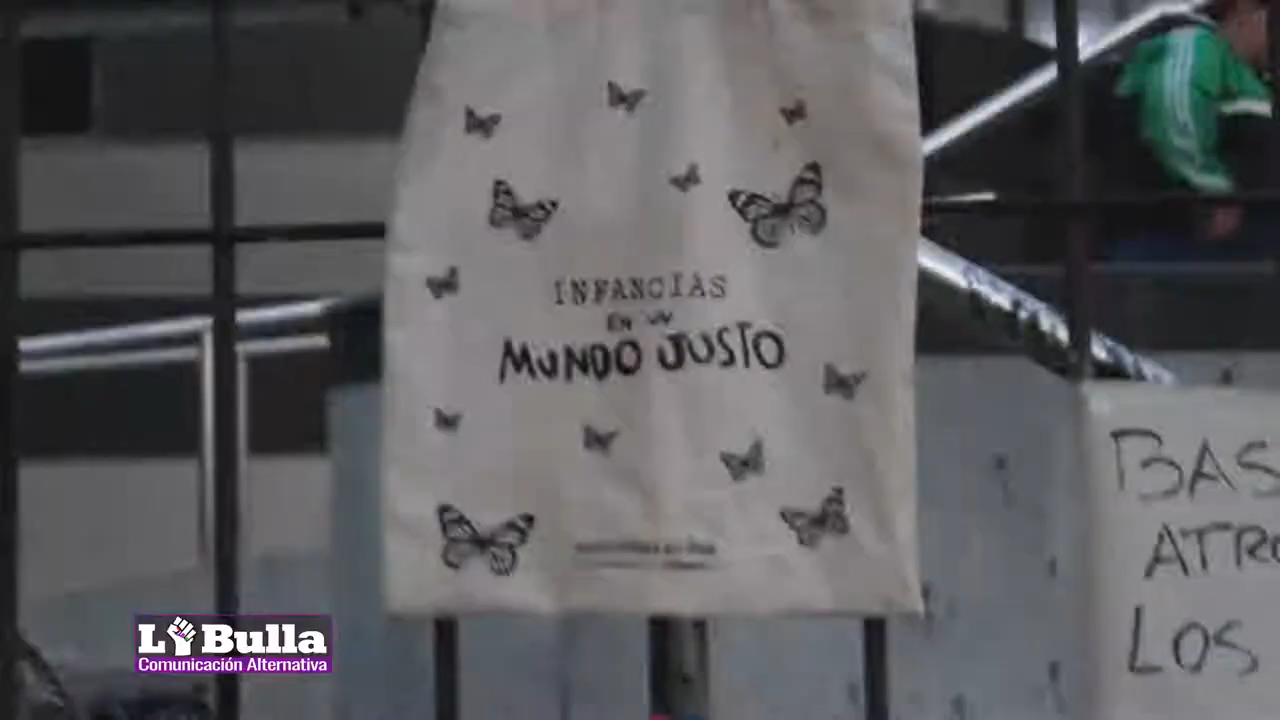 INFANCIAS
EN UN
MUNDO JUSTO
BAS
ATRO
LOS
La Bulla
Comunicación Alternativa